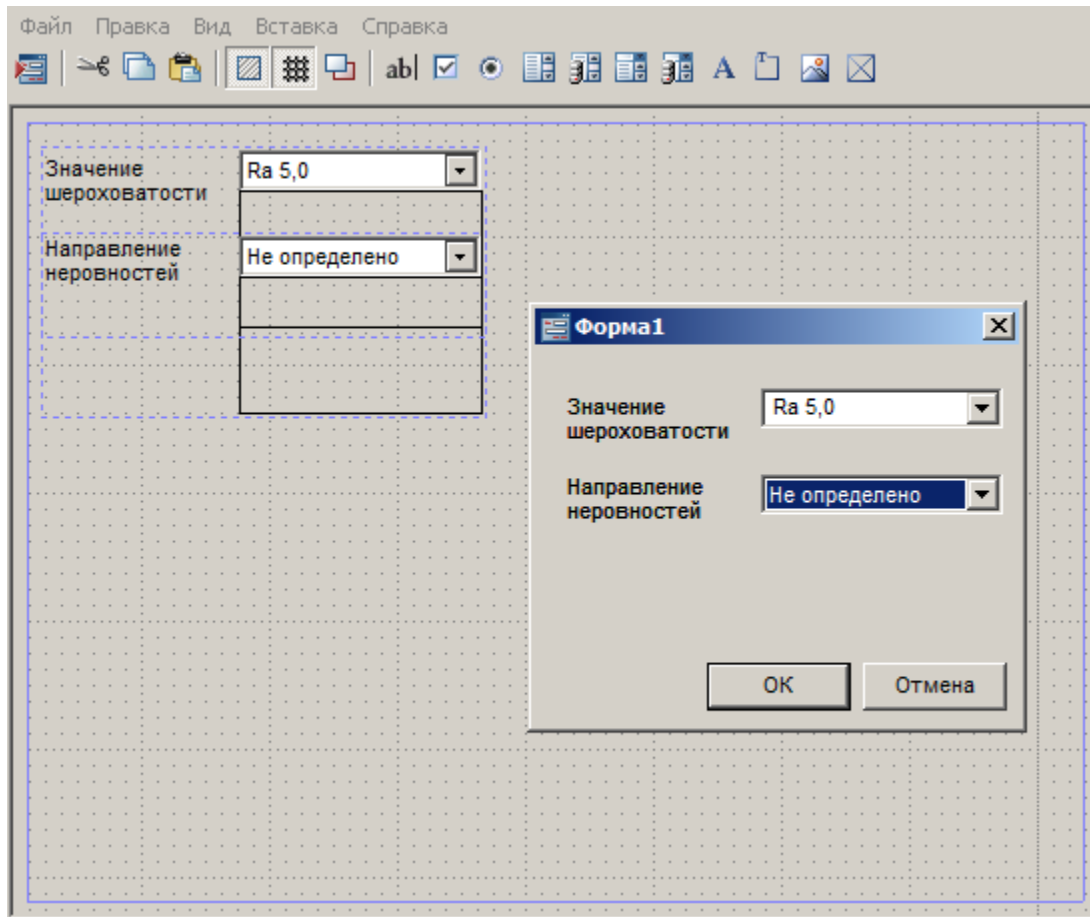 Файл Правка Вид Вставка Справка
ab
A
Значение
шероховатости
Ra 5,0
Направление
неровностей
Не определено
Форма1
Значение
шероховатости
Ra 5,0
Направление
неровностей
Не определено
ОК
Отмена